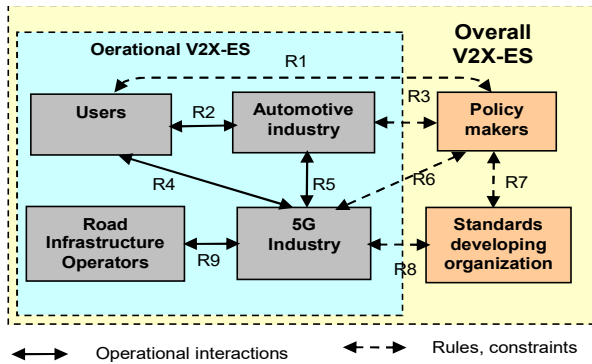 Oerational V2X-ES
Overall
V2X-ES
R1
Users
R2
Automotive
industry
R3
Policy
makers
R4
R5
R6
R7
Road
Infrastructure
Operators
R9
5G
Industry
R8
Standards
developing
organization
Operational interactions
Rules, constraints